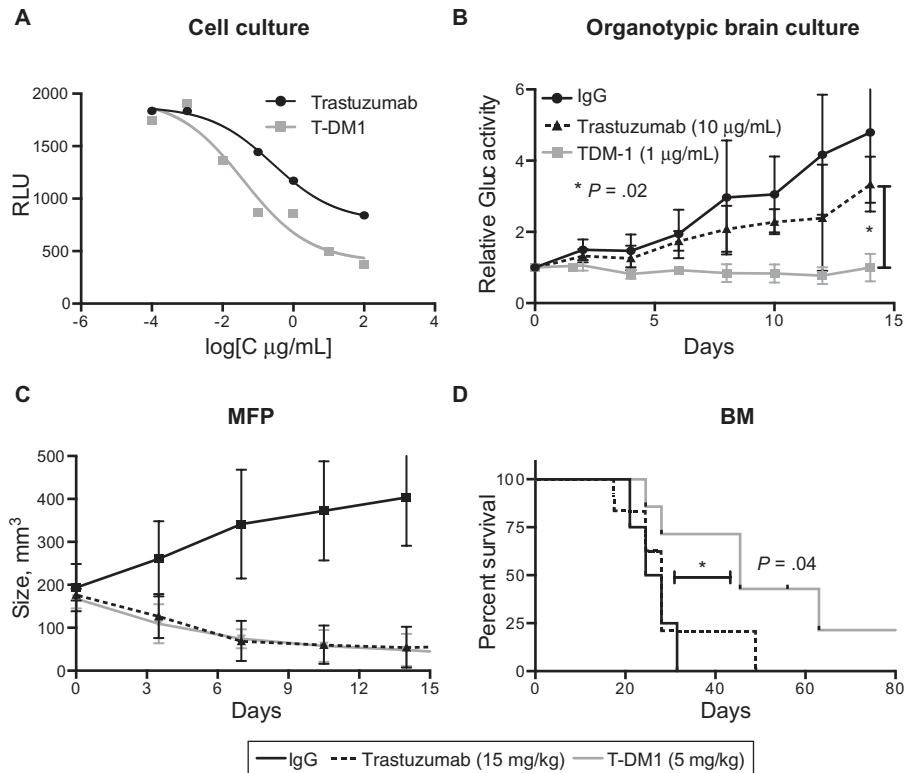 A
Cell culture
RLU
2000
1500
1000
500
0
-6
-4
-2
0
2
4
log[C µg/mL]
Trastuzumab
T-DM1
B
Organotypic brain culture
Relative Gluc activity
6
4
2
0
0
5
10
15
Days
IgG
Trastuzumab (10 µg/mL)
TDM-1 (1 µg/mL)
* P = .02
*
C
MFP
Size, mm³
500
400
300
200
100
0
0
3
6
9
12
15
Days
D
BM
Percent survival
100
75
50
25
0
0
20
40
60
80
Days
*
P = .04
IgG Trastuzumab (15 mg/kg) T-DM1 (5 mg/kg)